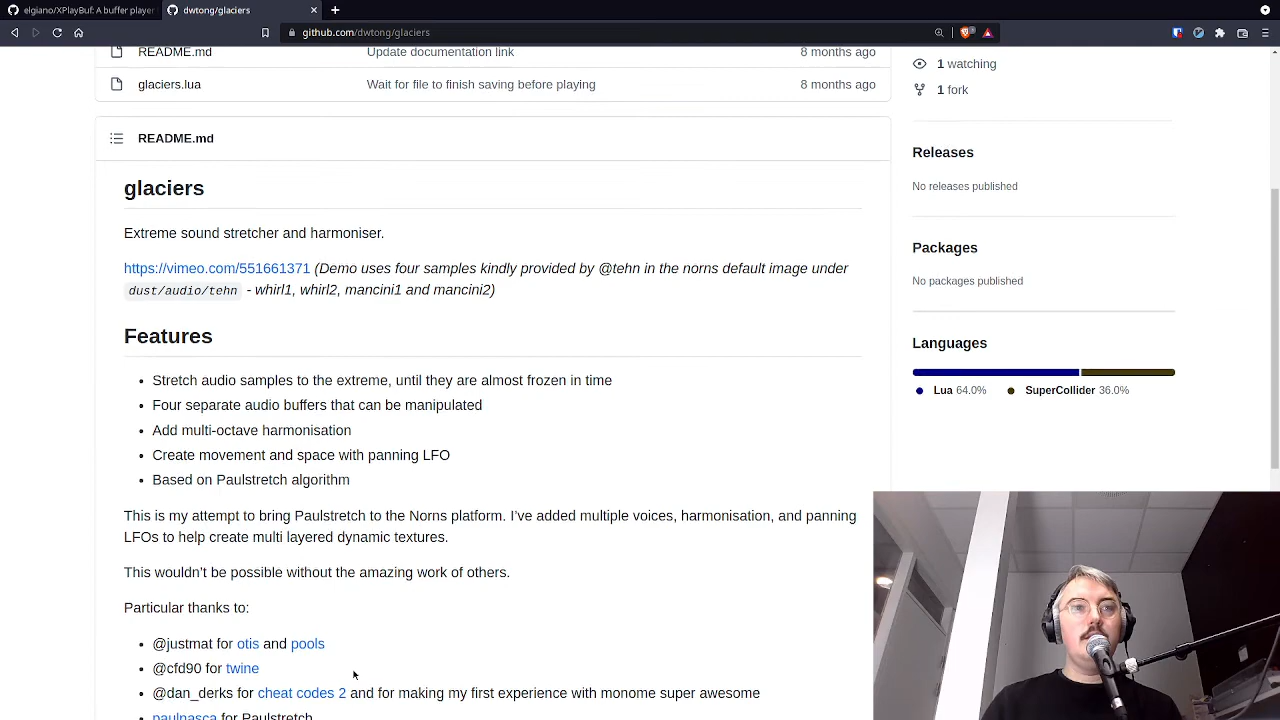 elgiano/XPlayBuf: A buffer player
dwtong/glaciers
github.com/dwtong/glaciers
README.md Update documentation link 8 months ago
glaciers.lua Wait for file to finish saving before playing 8 months ago
1 watching
1 fork
README.md
Releases
No releases published
glaciers
Extreme sound stretcher and harmoniser.
Packages
https://vimeo.com/551661371 (Demo uses four samples kindly provided by @tehn in the norns default image under
dust/audio/tehn - whirl1, whirl2, mancini1 and mancini2)
No packages published
Features
Languages
Lua 64.0% SuperCollider 36.0%
Stretch audio samples to the extreme, until they are almost frozen in time
Four separate audio buffers that can be manipulated
Add multi-octave harmonisation
Create movement and space with panning LFO
Based on Paulstretch algorithm
This is my attempt to bring Paulstretch to the Norns platform. I’ve added multiple voices, harmonisation, and panning
LFOs to help create multi layered dynamic textures.
This wouldn’t be possible without the amazing work of others.
Particular thanks to:
@justmat for otis and pools
@cfd90 for twine
@dan_derks for cheat codes 2 and for making my first experience with monome super awesome
paulnasca for Paulstretch